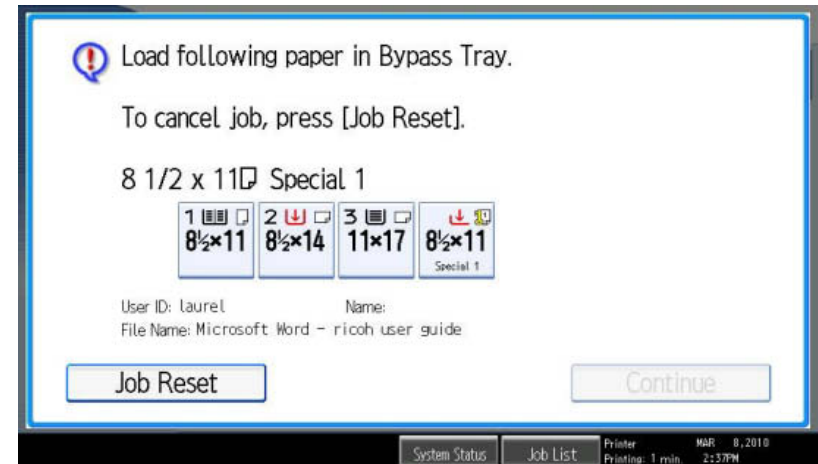 Load following paper in Bypass Tray.
To cancel job, press [Job Reset].
8 1/2 x 11 Special 1
1 2 3
8½×11 8½×14 11×17 8½×11
Special 1
User ID: laurel Name:
File Name: Microsoft Word - ricoh user guide
Job Reset Continue
System Status Job List Printer MAR 8,2010
Printing: 1 min. 2:37PM